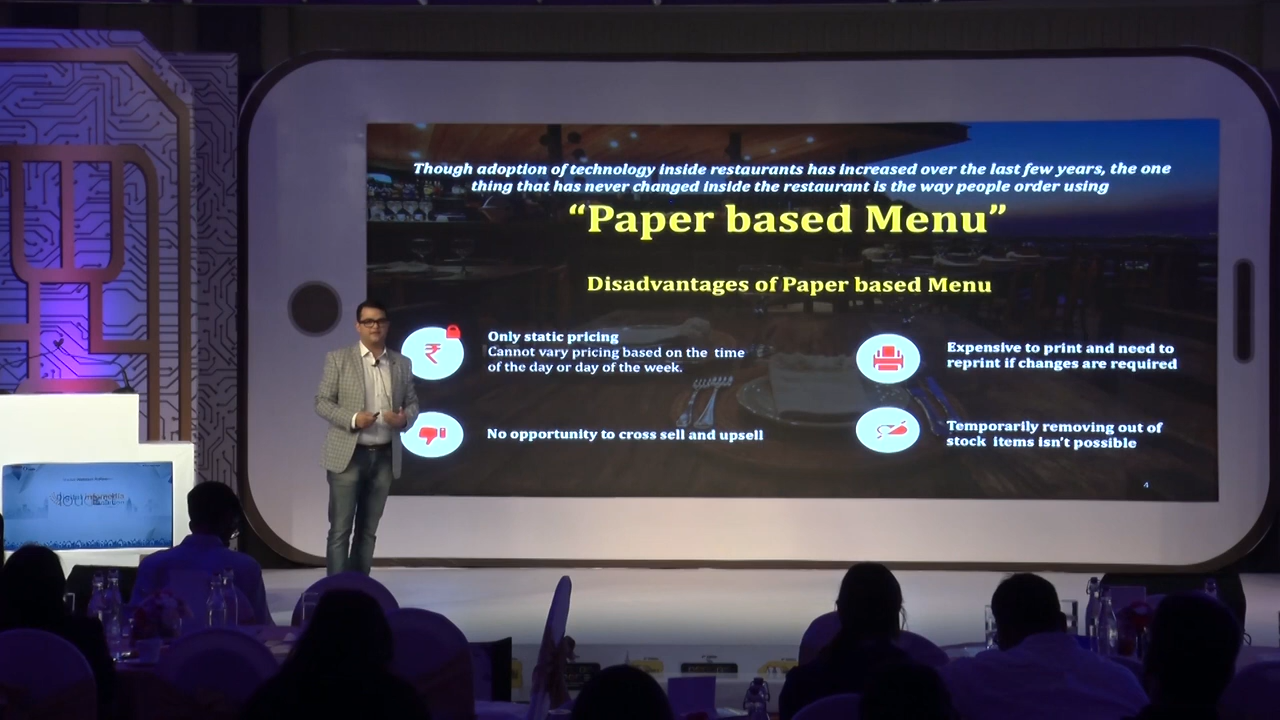 Though adoption of technology inside restaurants has increased over the last few years, the one
thing that has never changed inside the restaurant is the way people order using
“Paper based Menu”
Disadvantages of Paper based Menu
Only static pricing
Cannot vary pricing based on the time
of the day or day of the week.
Expensive to print and need to
reprint if changes are required
No opportunity to cross sell and upsell
Temporarily removing out of
stock items isn't possible
4